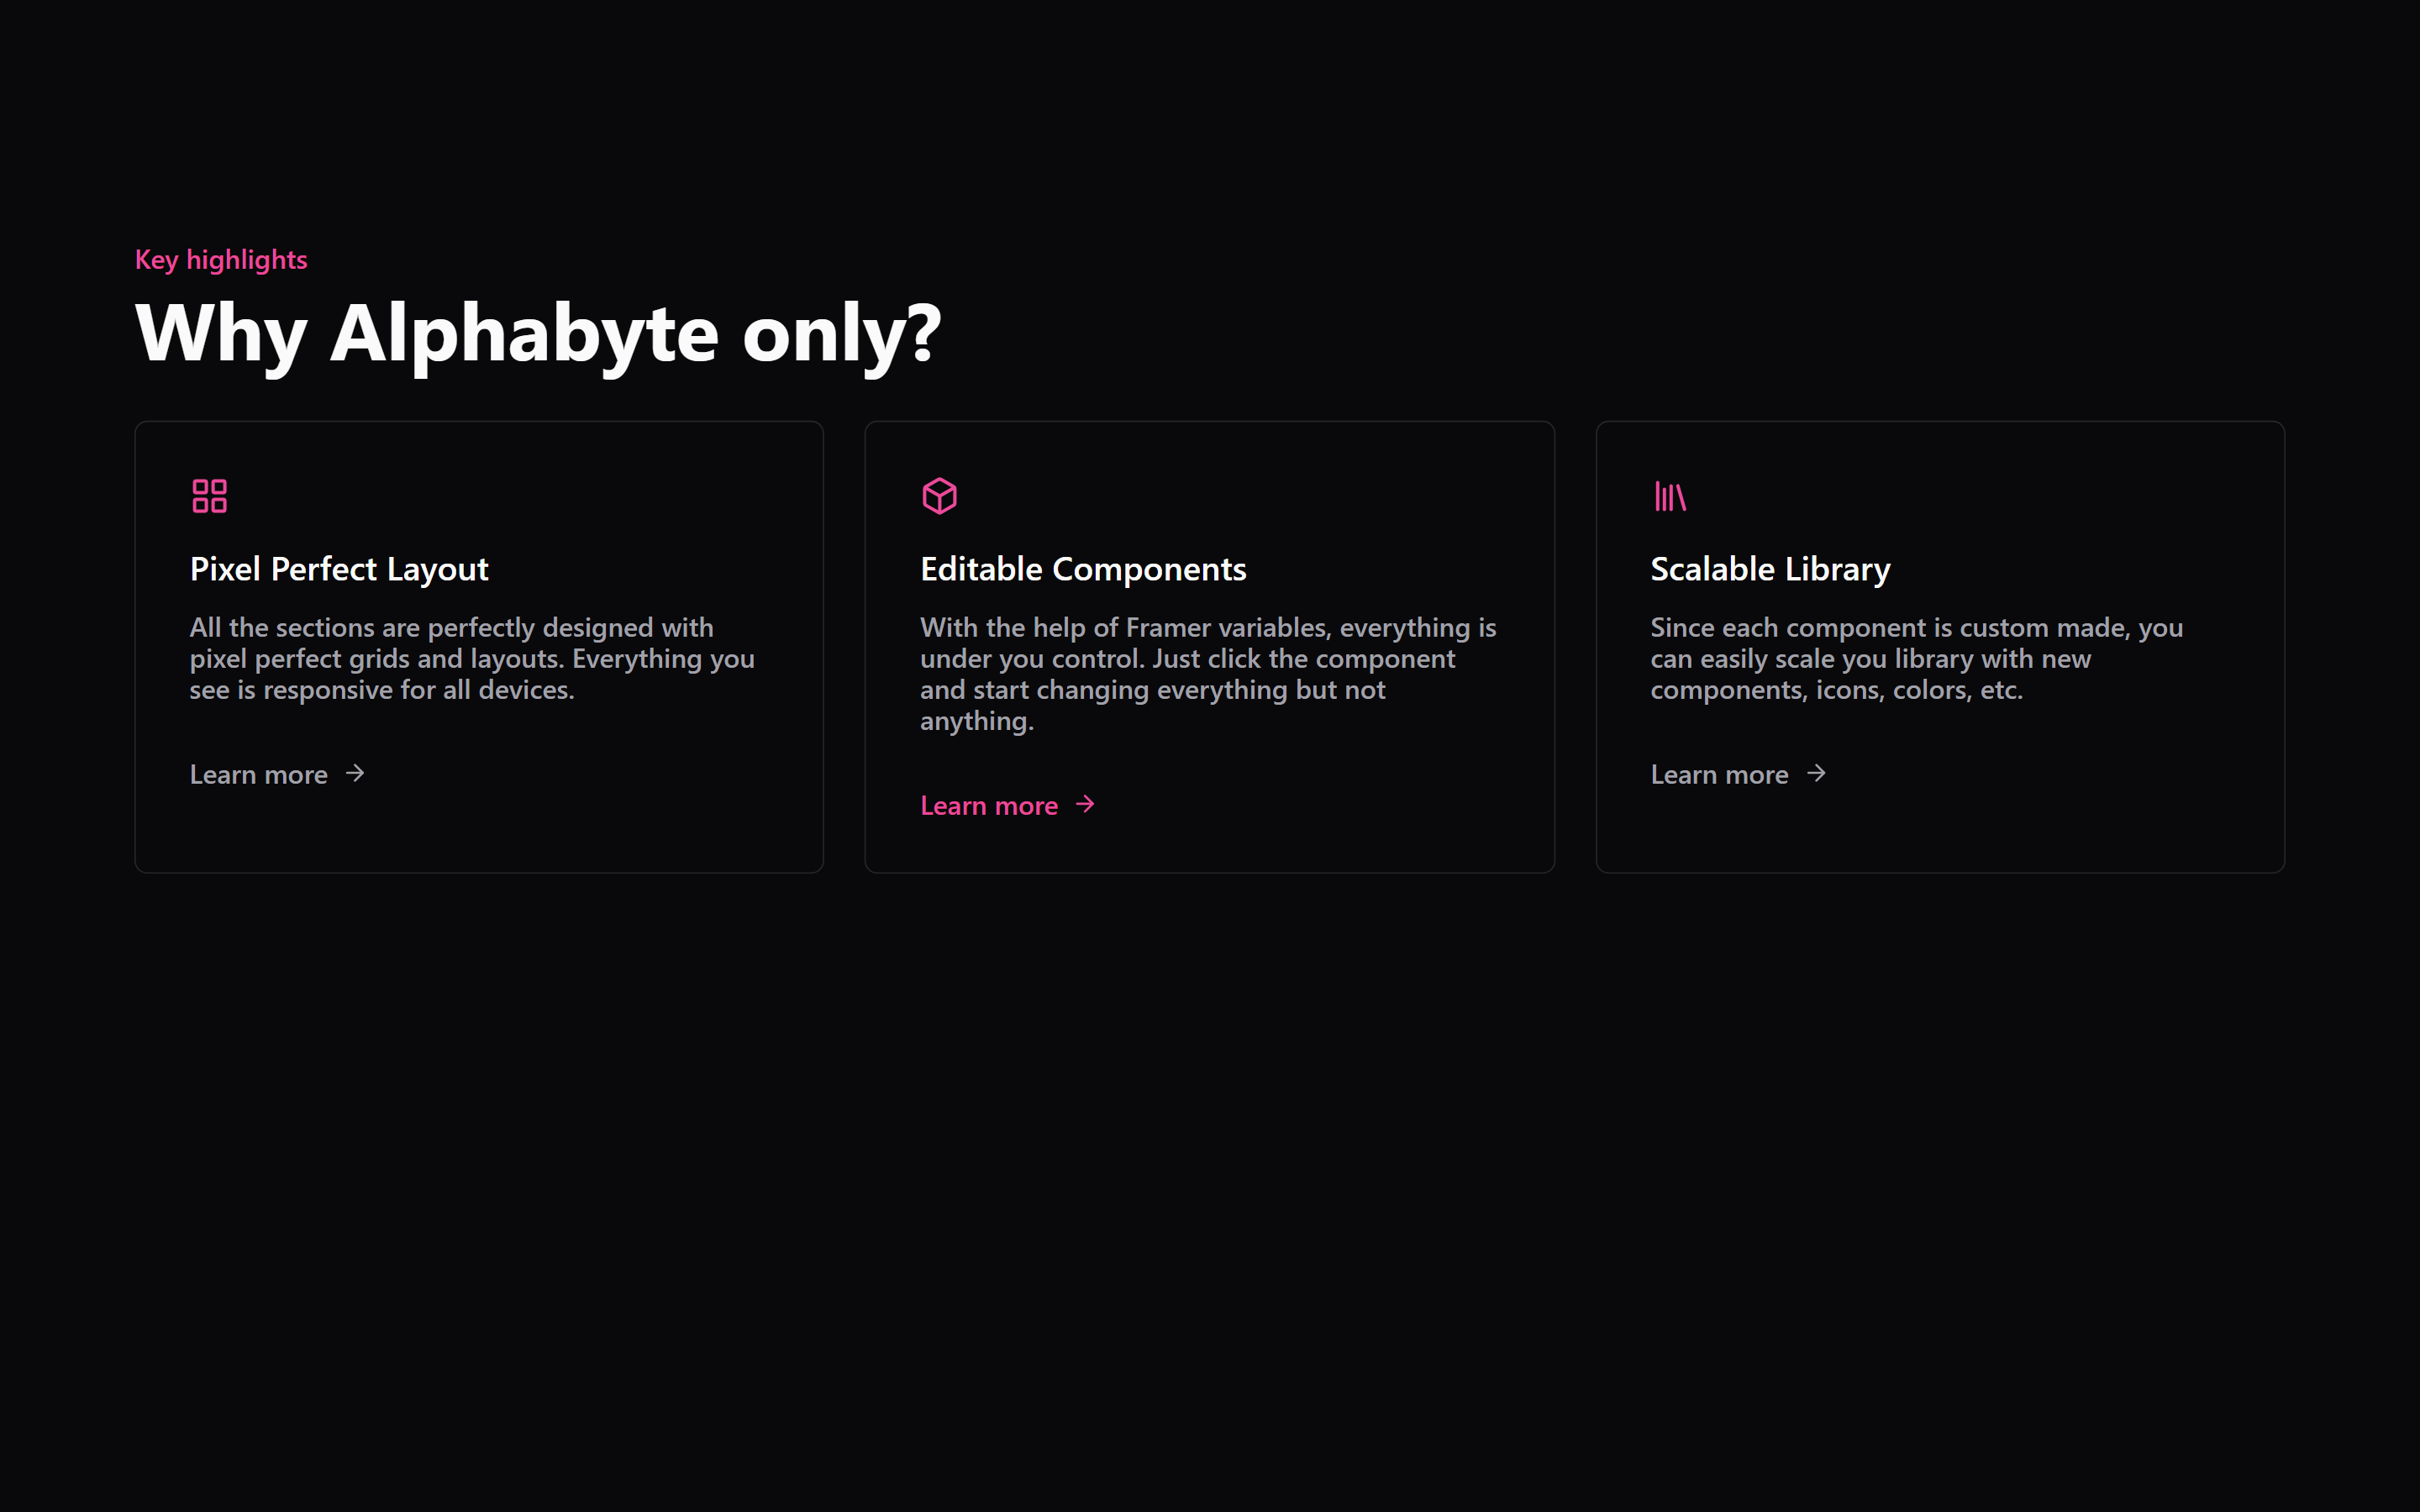 Key highlights
Why Alphabyte only?
Pixel Perfect Layout
All the sections are perfectly designed with
pixel perfect grids and layouts. Everything you
see is responsive for all devices.
Learn more
Editable Components
With the help of Framer variables, everything is
under you control. Just click the component
and start changing everything but not
anything.
Learn more
Scalable Library
Since each component is custom made, you
can easily scale you library with new
components, icons, colors, etc.
Learn more